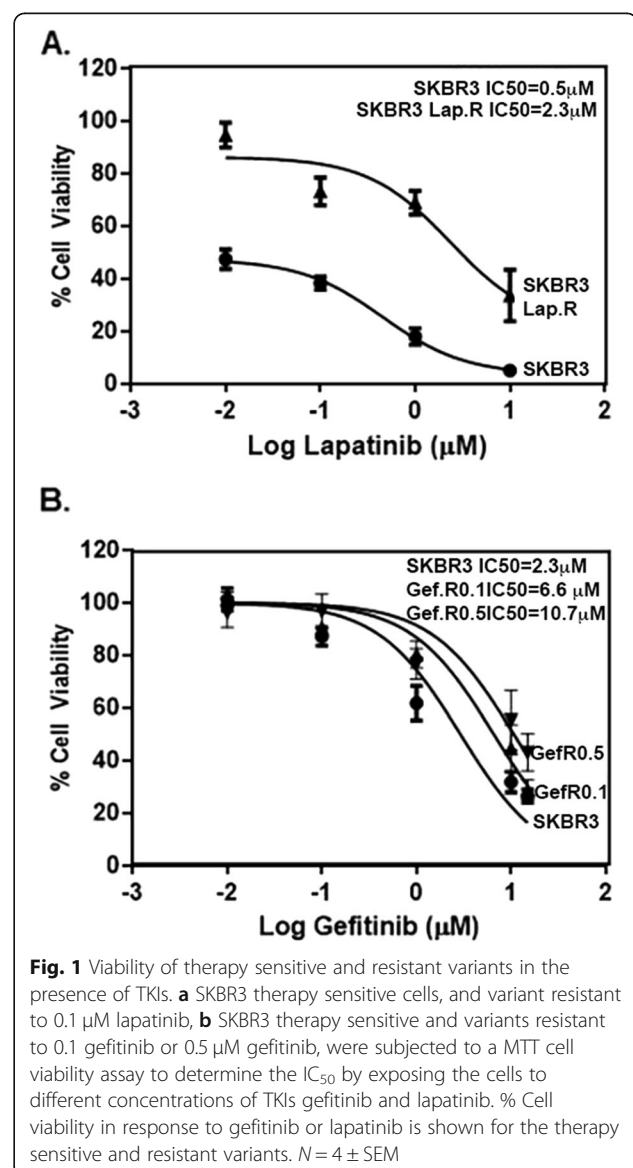 A.
120
100
80
60
40
20
0
% Cell Viability
SKBR3 IC50=0.5µM
SKBR3 Lap.R IC50=2.3µM
SKBR3
Lap.R
SKBR3
-3 -2 -1 0 1 2
Log Lapatinib (µM)
B.
120
100
80
60
40
20
0
% Cell Viability
SKBR3 IC50=2.3µM
Gef.R0.1IC50=6.6 µM
Gef.R0.5IC50=10.7µM
GefR0.5
GefR0.1
SKBR3
-3 -2 -1 0 1 2
Log Gefitinib (µM)
Fig. 1 Viability of therapy sensitive and resistant variants in the
presence of TKIs. a SKBR3 therapy sensitive cells, and variant resistant
to 0.1 µM lapatinib, b SKBR3 therapy sensitive and variants resistant
to 0.1 gefitinib or 0.5 µM gefitinib, were subjected to a MTT cell
viability assay to determine the IC50 by exposing the cells to
different concentrations of TKIs gefitinib and lapatinib. % Cell
viability in response to gefitinib or lapatinib is shown for the therapy
sensitive and resistant variants. N = 4 ± SEM